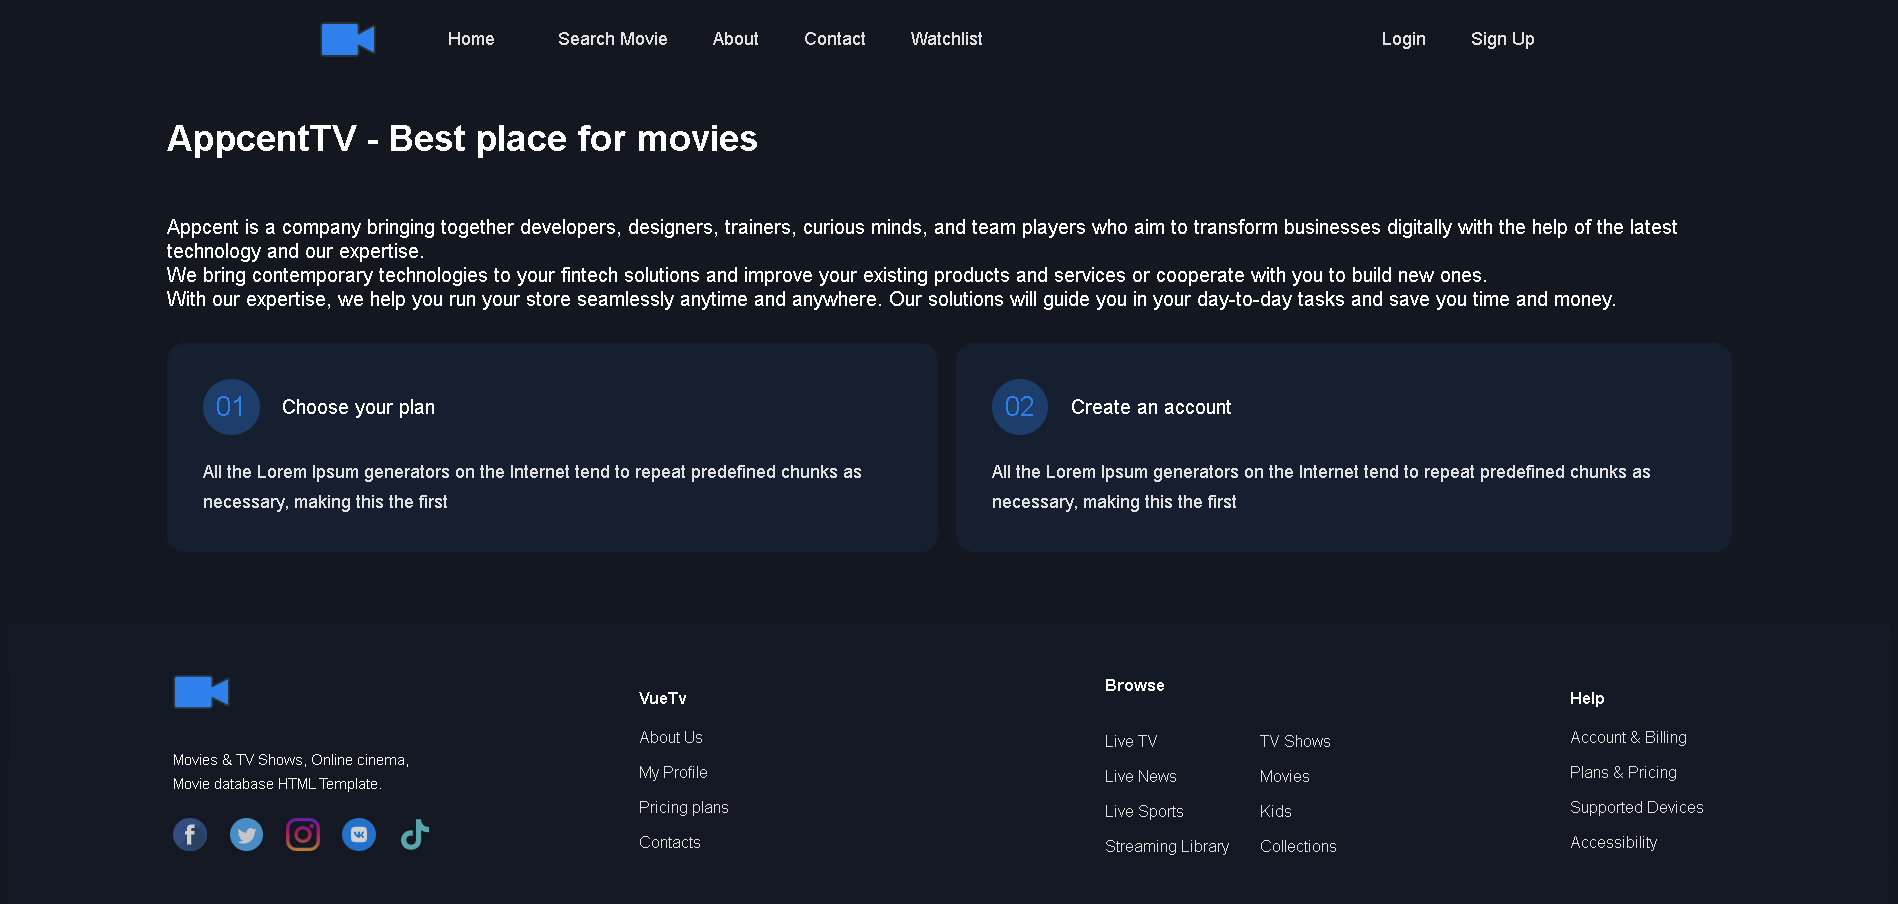 Home Search Movie About Contact Watchlist Login Sign Up
AppcentTV - Best place for movies
Appcent is a company bringing together developers, designers, trainers, curious minds, and team players who aim to transform businesses digitally with the help of the latest
technology and our expertise.
We bring contemporary technologies to your fintech solutions and improve your existing products and services or cooperate with you to build new ones.
With our expertise, we help you run your store seamlessly anytime and anywhere. Our solutions will guide you in your day-to-day tasks and save you time and money.
01 Choose your plan
All the Lorem Ipsum generators on the Internet tend to repeat predefined chunks as
necessary, making this the first
02 Create an account
All the Lorem Ipsum generators on the Internet tend to repeat predefined chunks as
necessary, making this the first
Movies & TV Shows, Online cinema,
Movie database HTML Template.
VueTv
About Us
My Profile
Pricing plans
Contacts
Browse
Live TV
Live News
Live Sports
Streaming Library
TV Shows
Movies
Kids
Collections
Help
Account & Billing
Plans & Pricing
Supported Devices
Accessibility